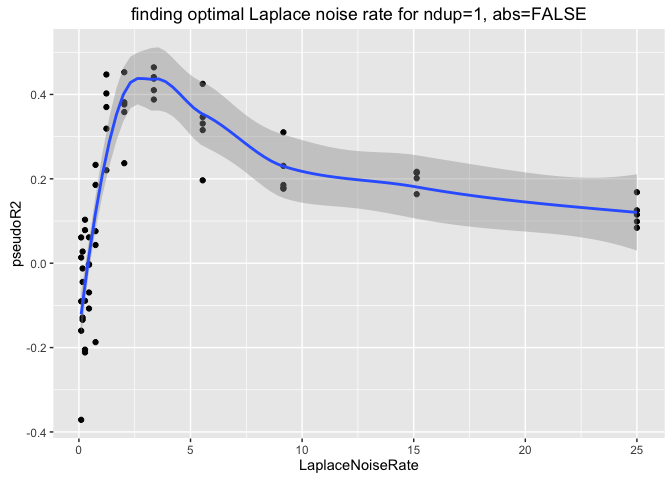 finding optimal Laplace noise rate for ndup=1, abs=FALSE
pseudoR2
0.4
0.2
0.0
-0.2
-0.4
0 5 10 15 20 25
LaplaceNoiseRate